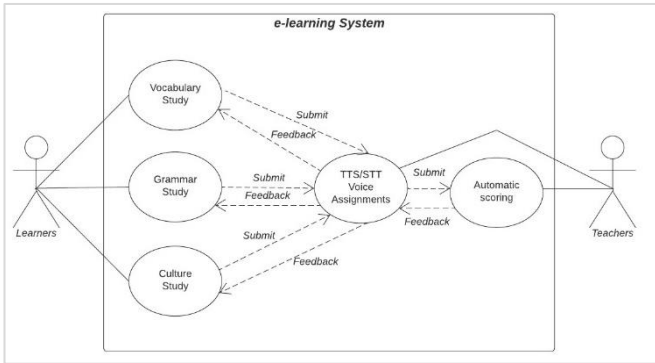 e-learning System
Vocabulary
Study
Submit
Feedback
Grammar
Study
Submit
Feedback
TTS/STT
Voice
Assignments
Submit
Feedback
Automatic
scoring
Learners
Teachers
Submit
Culture
Study
Feedback